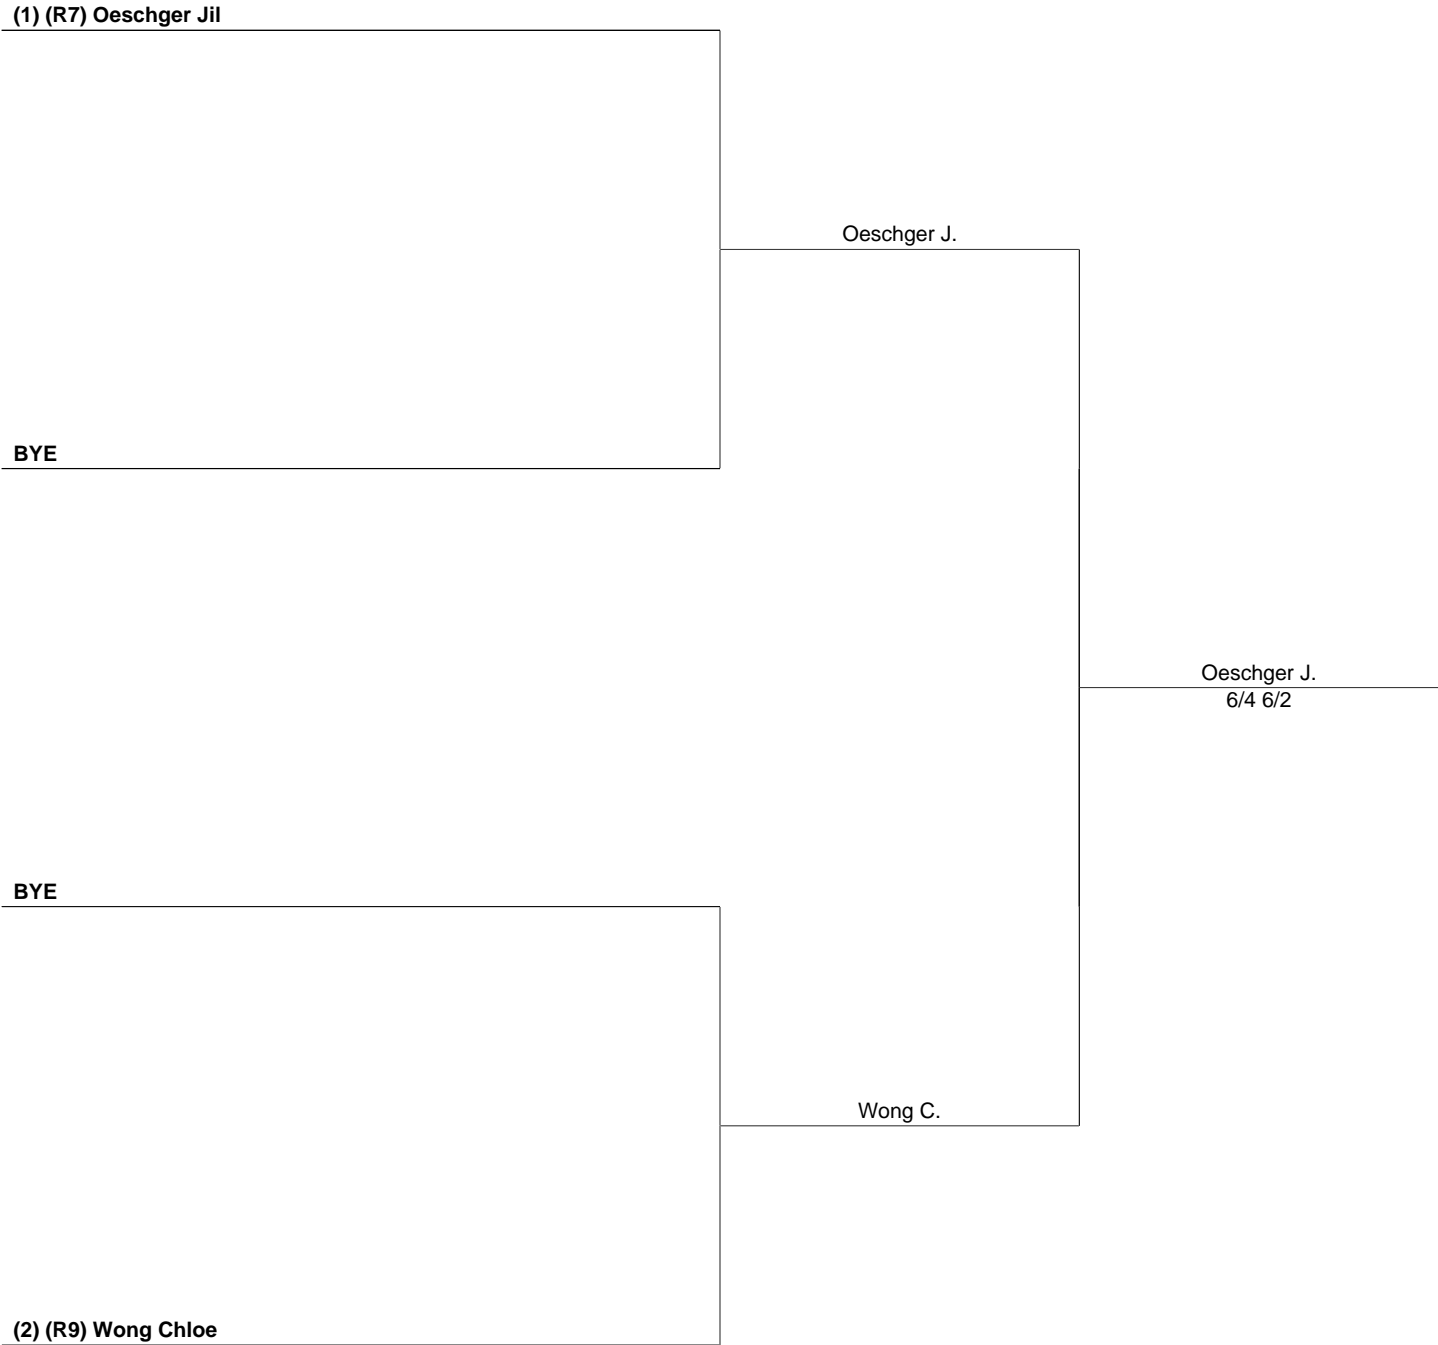 (1) (R7) Oeschger Jil
Oeschger J.
BYE
Oeschger J.
6/4 6/2
BYE
Wong C.
(2) (R9) Wong Chloe